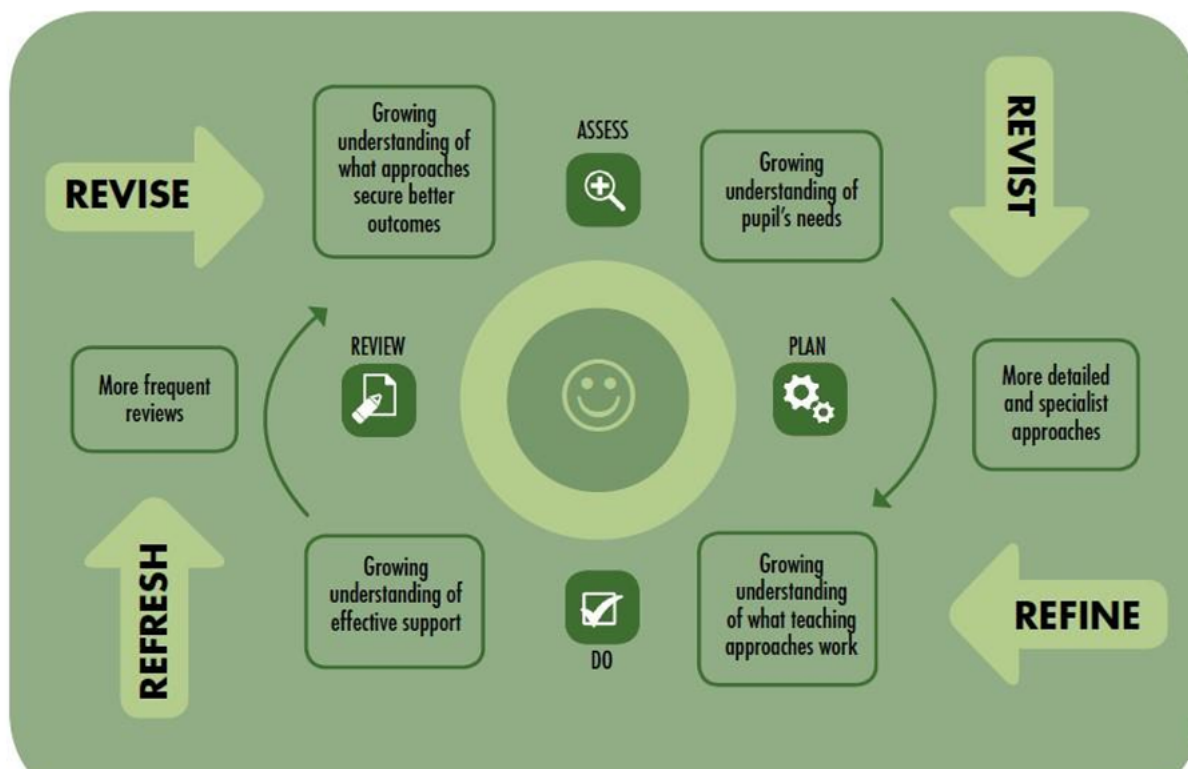 REVISE
Growing
understanding of
what approaches
secure better
outcomes
ASSESS
Growing
understanding of
pupil's needs
REVIST
More frequent
reviews
REVIEW
PLAN
More detailed
and specialist
approaches
REFRESH
Growing
understanding of
effective support
DO
Growing
understanding
of what teaching
approaches work
REFINE